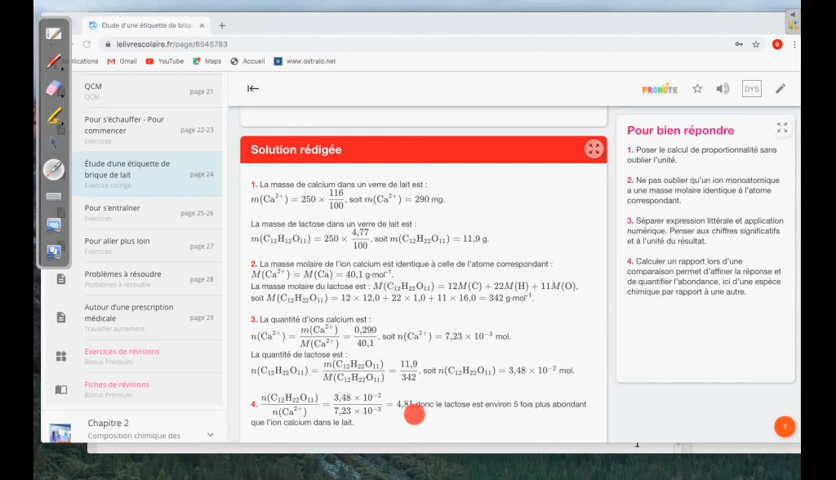 Étude d'une étiquette de briq
lelivrescolaire.fr/page/6545783
Applications
Gmail
YouTube
Maps
Accueil
www.ostralo.net
QCM
QCM
page 21
Pour s'échauffer - Pour
commencer
Exercices
page 22-23
Étude d'une étiquette de
brique de lait
Exercice corrigé
page 24
Pour s'entraîner
Exercices
page 25-26
Pour aller plus loin
Exercices
page 27
Problèmes à résoudre
Exercices
page 28
Autour d'une prescription
médicale
Travailler autrement
page 29
Exercices de révisions
Bonus Premium
Fiches de révisions
Bonus Premium
Chapitre 2
Composition chimique des
PROMOTE
DYS
Solution rédigée
1. La masse de calcium dans un verre de lait est :
m(Ca²⁺) = 250 × 116/100, soit m(Ca²⁺) = 290 mg.
La masse de lactose dans un verre de lait est :
m(C₁₂H₁₂O₁₁) = 250 × 4,77/100, soit m(C₁₂H₂₂O₁₁) = 11,9 g.
2. La masse molaire de l'ion calcium est identique à celle de l'atome correspondant :
M(Ca²⁺) = M(Ca) = 40,1 g·mol⁻¹.
La masse molaire du lactose est : M(C₁₂H₂₂O₁₁) = 12M(C) + 22M(H) + 11M(O),
soit M(C₁₂H₂₂O₁₁) = 12 × 12,0 + 22 × 1,0 + 11 × 16,0 = 342 g·mol⁻¹.
3. La quantité d'ions calcium est :
n(Ca²⁺) = m(Ca²⁺)/M(Ca²⁺) = 0,290/40,1, soit n(Ca²⁺) = 7,23 × 10⁻³ mol.
La quantité de lactose est :
n(C₁₂H₂₂O₁₁) = m(C₁₂H₂₂O₁₁)/M(C₁₂H₂₂O₁₁) = 11,9/342, soit n(C₁₂H₂₂O₁₁) = 3,48 × 10⁻² mol.
4. n(C₁₂H₂₂O₁₁)/n(Ca²⁺) = 3,48 × 10⁻²/7,23 × 10⁻³ = 4,81 donc le lactose est environ 5 fois plus abondant
que l'ion calcium dans le lait.
Pour bien répondre
1. Poser le calcul de proportionnalité sans
oublier l'unité.
2. Ne pas oublier qu'un ion monoatomique
a une masse molaire identique à l'atome
correspondant.
3. Séparer expression littérale et application
numérique. Penser aux chiffres significatifs
et à l'unité du résultat.
4. Calculer un rapport lors d'une
comparaison permet d'affiner la réponse et
de quantifier l'abondance, ici d'une espèce
chimique par rapport à une autre.
?